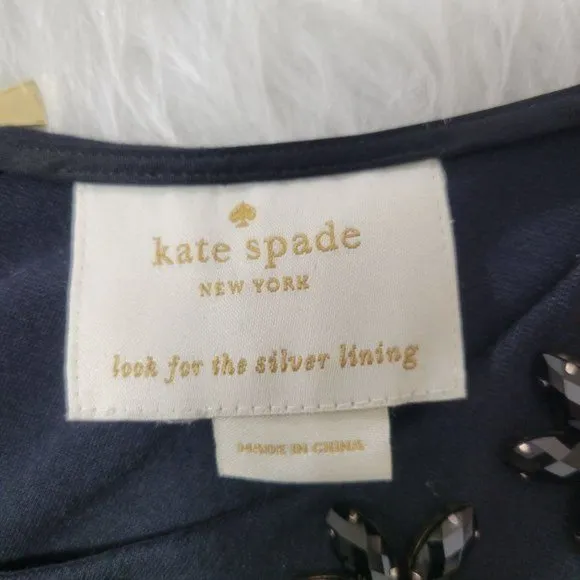 kate spade
NEW YORK
look for the silver lining
MADE IN CHINA